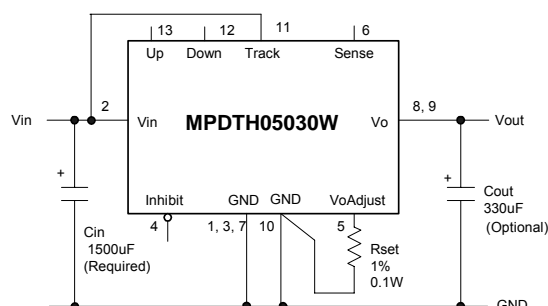 13 12 11 6
Up Down Track Sense
Vin 2 Vin MPDTH05030W Vo 8, 9 Vout
+ +
Inhibit GND GND VoAdjust
4 1, 3, 7 10 5
Cin
1500uF
(Required)
Rset
1%
0.1W
Cout
330uF
(Optional)
GND